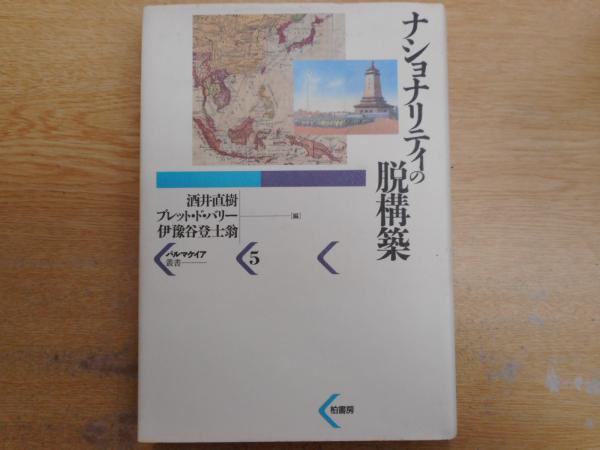 ナショナリティの脱構築
酒井直樹
ブレット・ド・バリー
伊豫谷登士翁
[編]
パルマケイア
叢書
5
柏書房